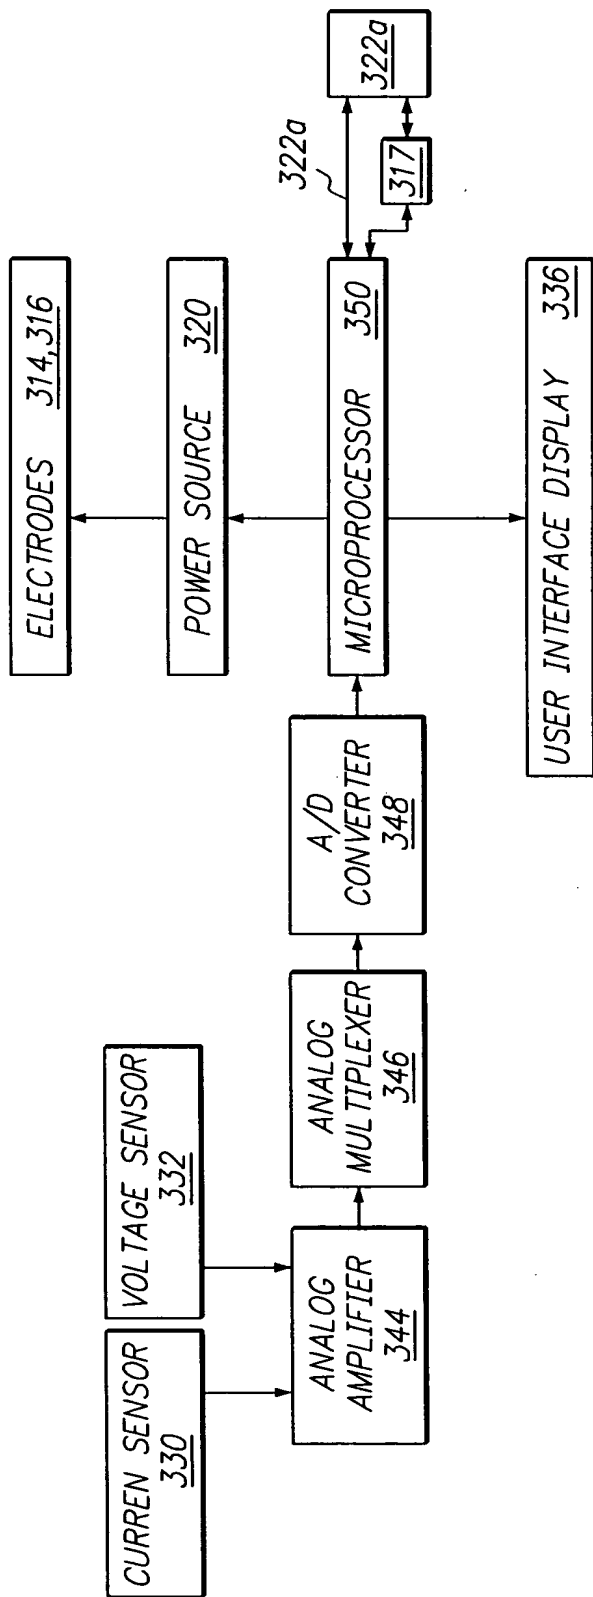 ELECTRODES 314,316
POWER SOURCE 320
322a
322a
317
MICROPROCESSOR 350
USER INTERFACE DISPLAY 336
A/D
CONVERTER
348
ANALOG
MULTIPLEXER
346
VOLTAGE SENSOR
332
CURREN SENSOR
330
ANALOG
AMPLIFIER
344